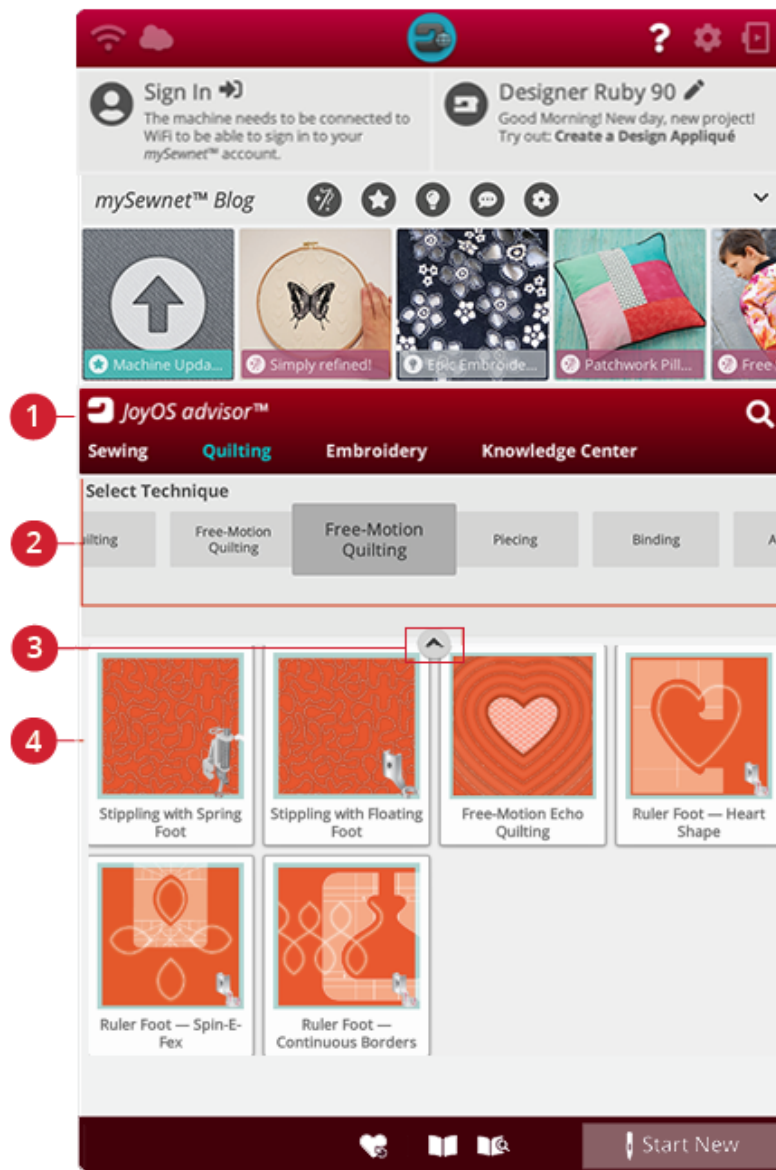 ?
Sign In
The machine needs to be connected to
WiFi to be able to sign in to your
mySewnet™ account.
Designer Ruby 90
Good Morning! New day, new project!
Try out: Create a Design Appliqué
mySewnet™ Blog
Machine Upda...
Simply refined!
Epic Embroide...
Patchwork Pill...
Free-
1
JoyOS advisor™
Sewing
Quilting
Embroidery
Knowledge Center
Select Technique
2
uilting
Free-Motion
Quilting
Free-Motion
Quilting
Piecing
Binding
A
3
4
Stippling with Spring
Foot
Stippling with Floating
Foot
Free-Motion Echo
Quilting
Ruler Foot — Heart
Shape
Ruler Foot — Spin-E-
Fex
Ruler Foot —
Continuous Borders
Start New